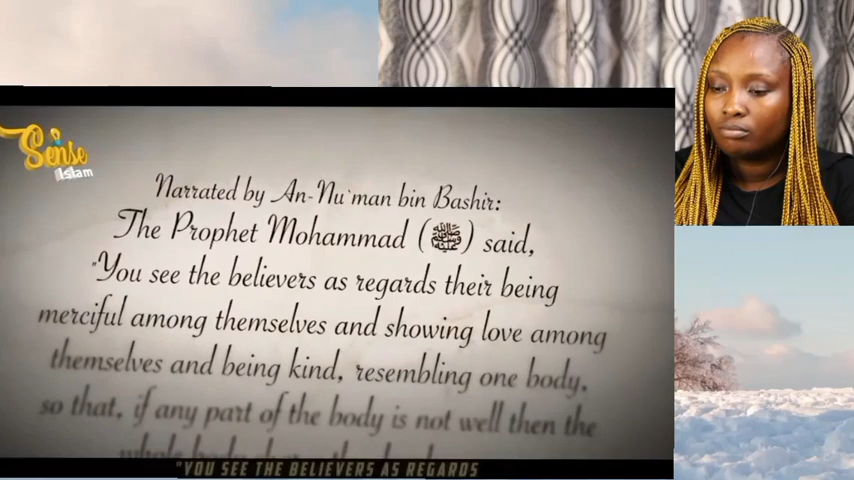 Sense
Islam
Narrated by An-Nu`man bin Bashir:
The Prophet Mohammad (ﷺ) said,
"You see the believers as regards their being
merciful among themselves and showing love among
themselves and being kind, resembling one body,
so that, if any part of the body is not well then the
whole body
"YOU SEE THE BELIEVERS AS REGARDS